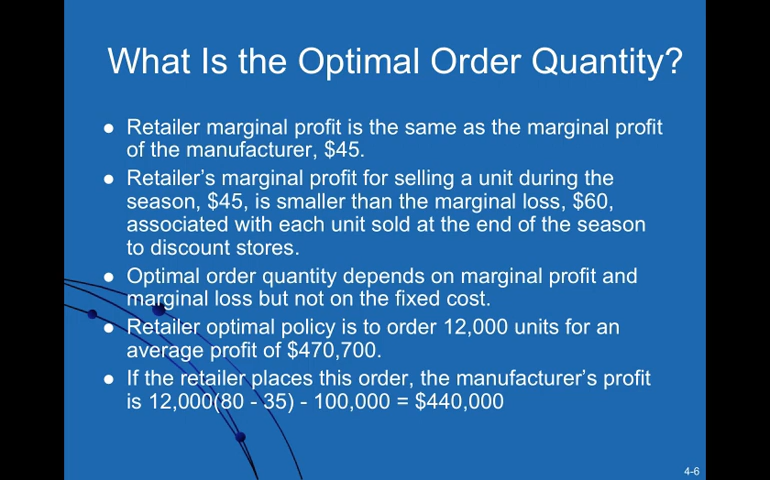 What Is the Optimal Order Quantity?
● Retailer marginal profit is the same as the marginal profit
of the manufacturer, $45.
● Retailer’s marginal profit for selling a unit during the
season, $45, is smaller than the marginal loss, $60,
associated with each unit sold at the end of the season
to discount stores.
● Optimal order quantity depends on marginal profit and
marginal loss but not on the fixed cost.
● Retailer optimal policy is to order 12,000 units for an
average profit of $470,700.
● If the retailer places this order, the manufacturer’s profit
is 12,000(80 - 35) - 100,000 = $440,000
4-6